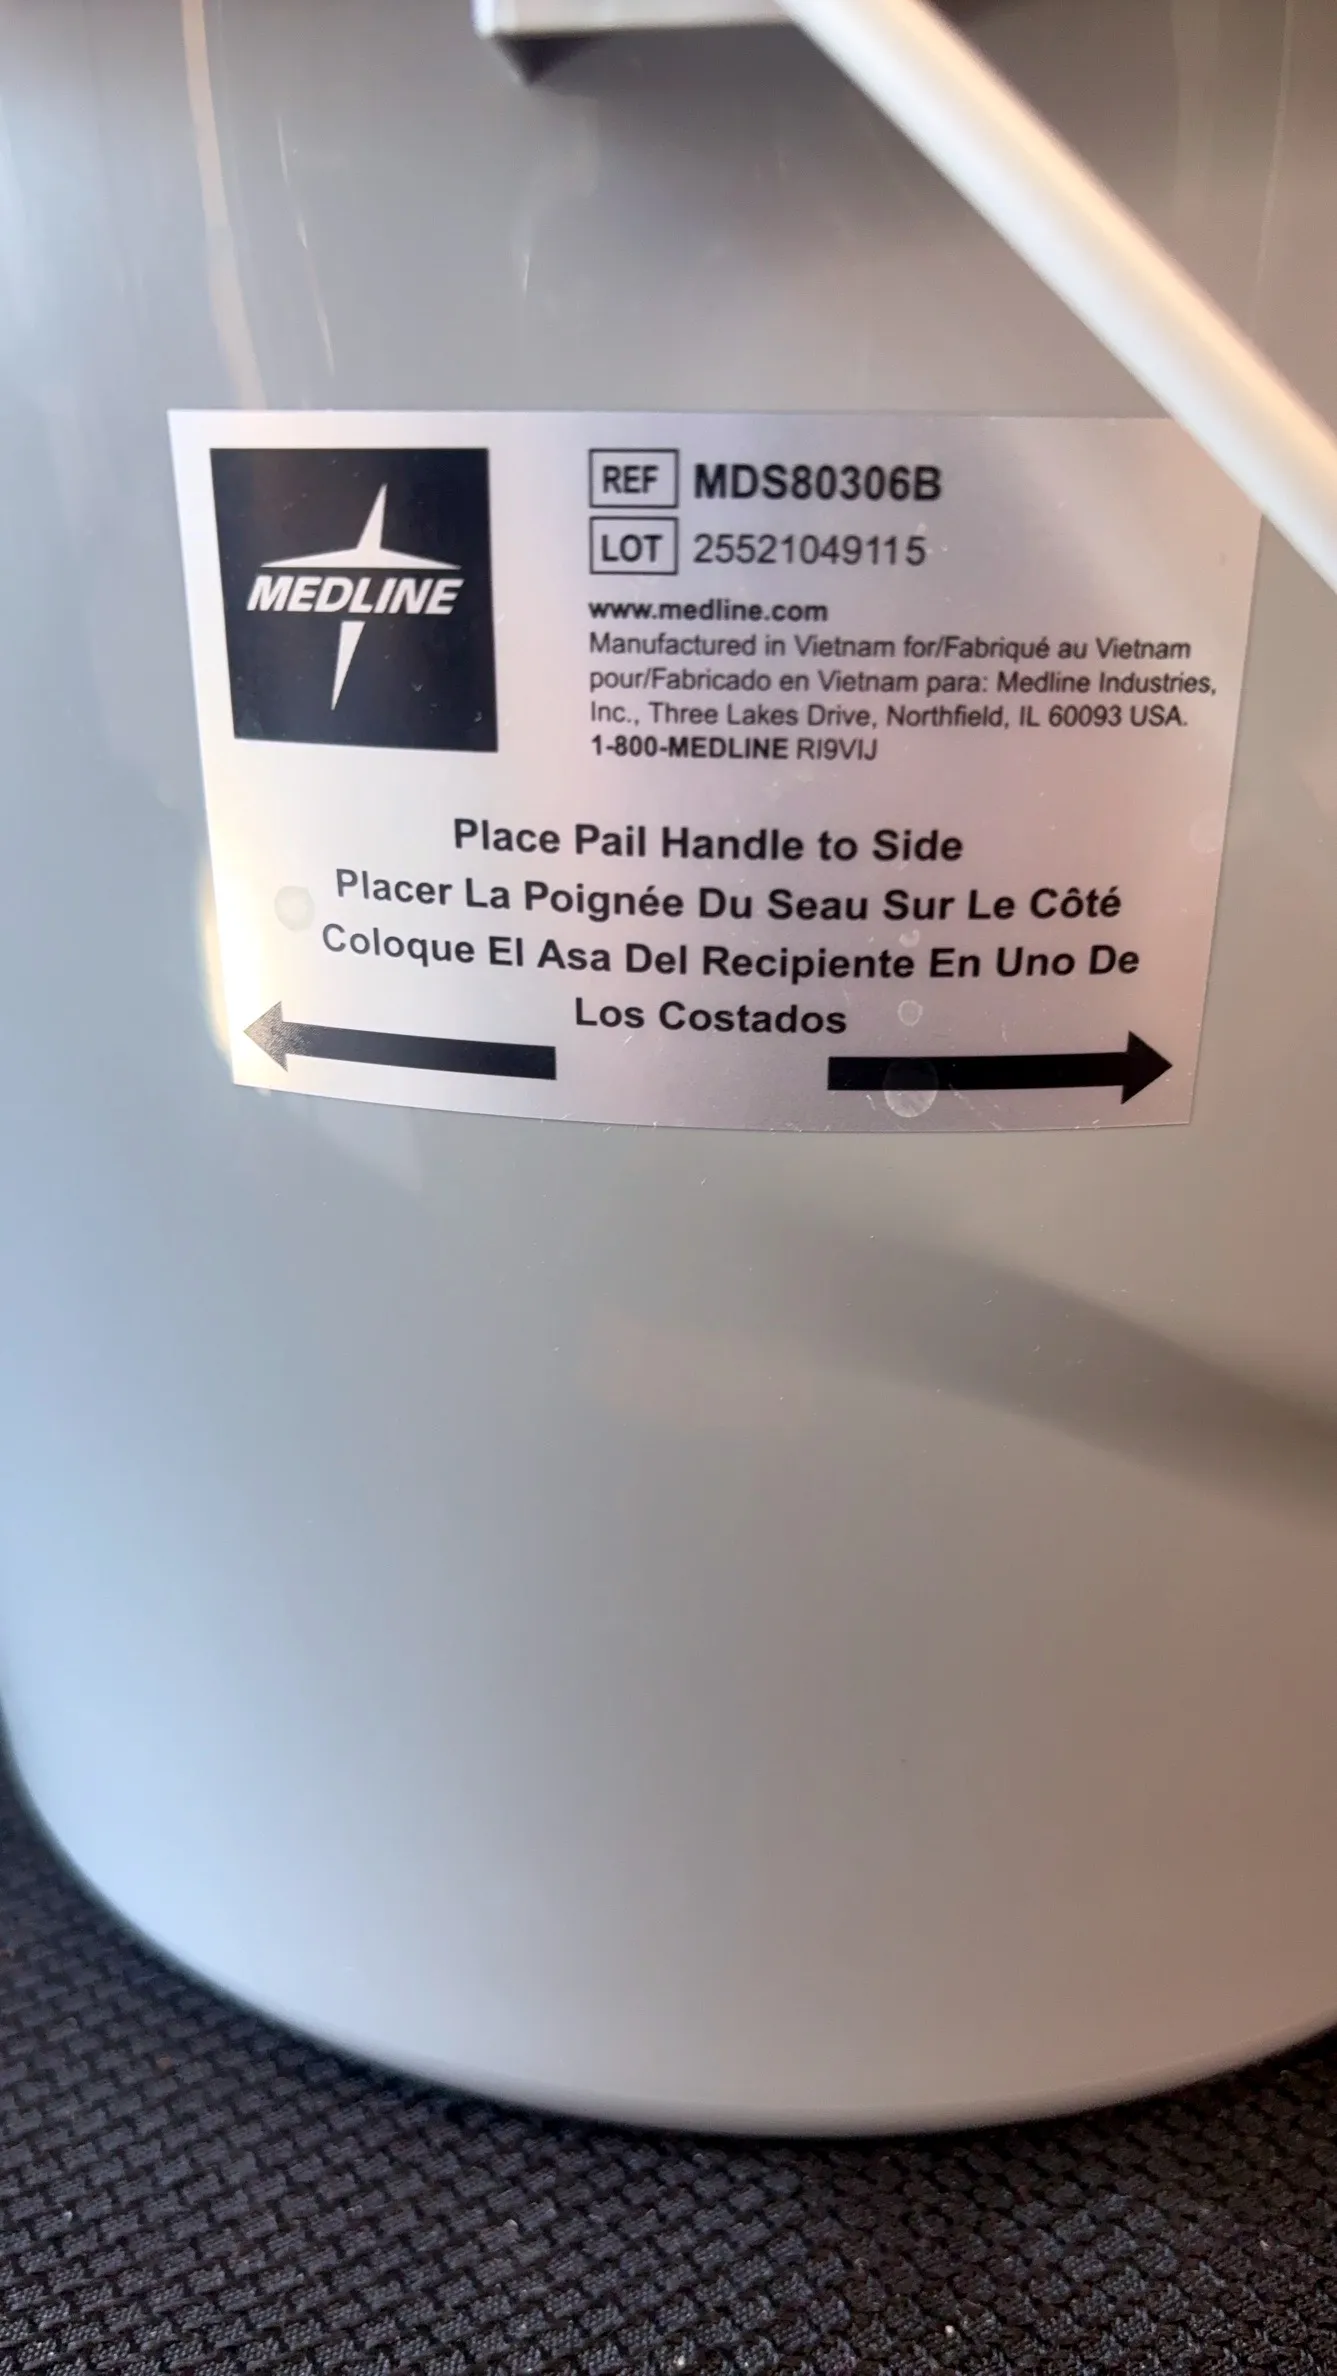 MEDLINE
REF MDS80306B
LOT 25521049115
www.medline.com
Manufactured in Vietnam for/Fabriqué au Vietnam
pour/Fabricado en Vietnam para: Medline Industries,
Inc., Three Lakes Drive, Northfield, IL 60093 USA.
1-800-MEDLINE RI9VIJ
Place Pail Handle to Side
Placer La Poignée Du Seau Sur Le Côté
Coloque El Asa Del Recipiente En Uno De
Los Costados